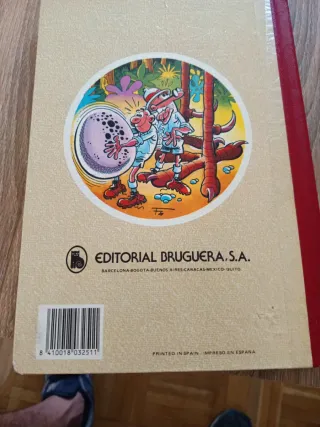 EDITORIAL BRUGUERA, S.A.
BARCELONA-BOGOTA-BUENOS AIRES-CARACAS-MEXICO-QUITO
8 410018 032511
PRINTED IN SPAIN - IMPRESO EN ESPAÑA